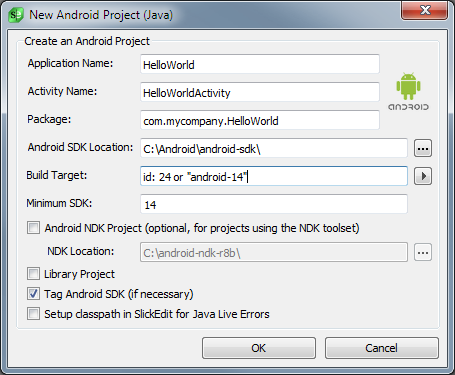 New Android Project (Java)
Create an Android Project
Application Name: HelloWorld
Activity Name: HelloWorldActivity
ANDROID
Package: com.mycompany.HelloWorld
Android SDK Location: C:\Android\android-sdk\ ...
Build Target: id: 24 or "android-14"
Minimum SDK: 14
Android NDK Project (optional, for projects using the NDK toolset)
NDK Location: C:\android-ndk-r8b\ ...
Library Project
Tag Android SDK (if necessary)
Setup classpath in SlickEdit for Java Live Errors
OK Cancel